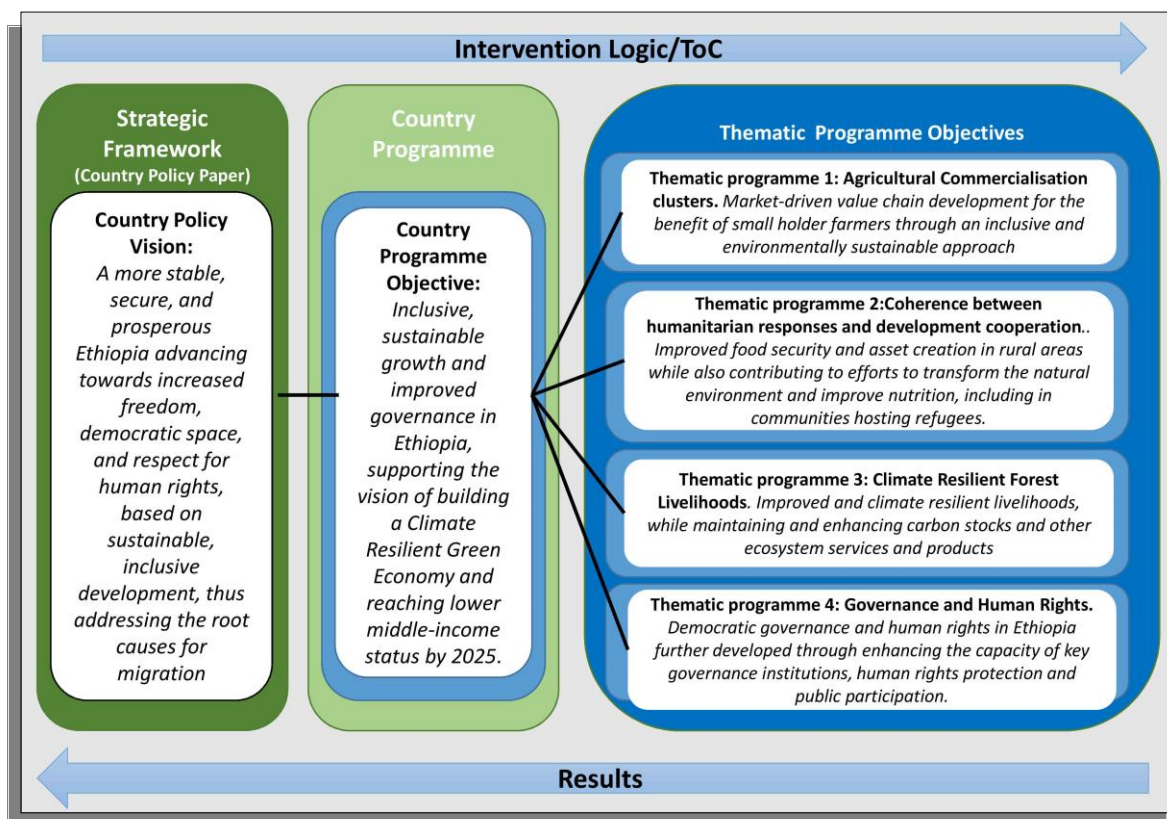 Intervention Logic/ToC
Strategic
Framework
(Country Policy Paper)
Country Policy
Vision:
A more stable,
secure, and
prosperous
Ethiopia advancing
towards increased
freedom,
democratic space,
and respect for
human rights,
based on
sustainable,
inclusive
development, thus
addressing the root
causes for
migration
Country
Programme
Country
Programme
Objective:
Inclusive,
sustainable
growth and
improved
governance in
Ethiopia,
supporting the
vision of building
a Climate
Resilient Green
Economy and
reaching lower
middle-income
status by 2025.
Thematic Programme Objectives
Thematic programme 1: Agricultural Commercialisation
clusters. Market-driven value chain development for the
benefit of small holder farmers through an inclusive and
environmentally sustainable approach
Thematic programme 2:Coherence between
humanitarian responses and development cooperation..
Improved food security and asset creation in rural areas
while also contributing to efforts to transform the natural
environment and improve nutrition, including in
communities hosting refugees.
Thematic programme 3: Climate Resilient Forest
Livelihoods. Improved and climate resilient livelihoods,
while maintaining and enhancing carbon stocks and other
ecosystem services and products
Thematic programme 4: Governance and Human Rights.
Democratic governance and human rights in Ethiopia
further developed through enhancing the capacity of key
governance institutions, human rights protection and
public participation.
Results